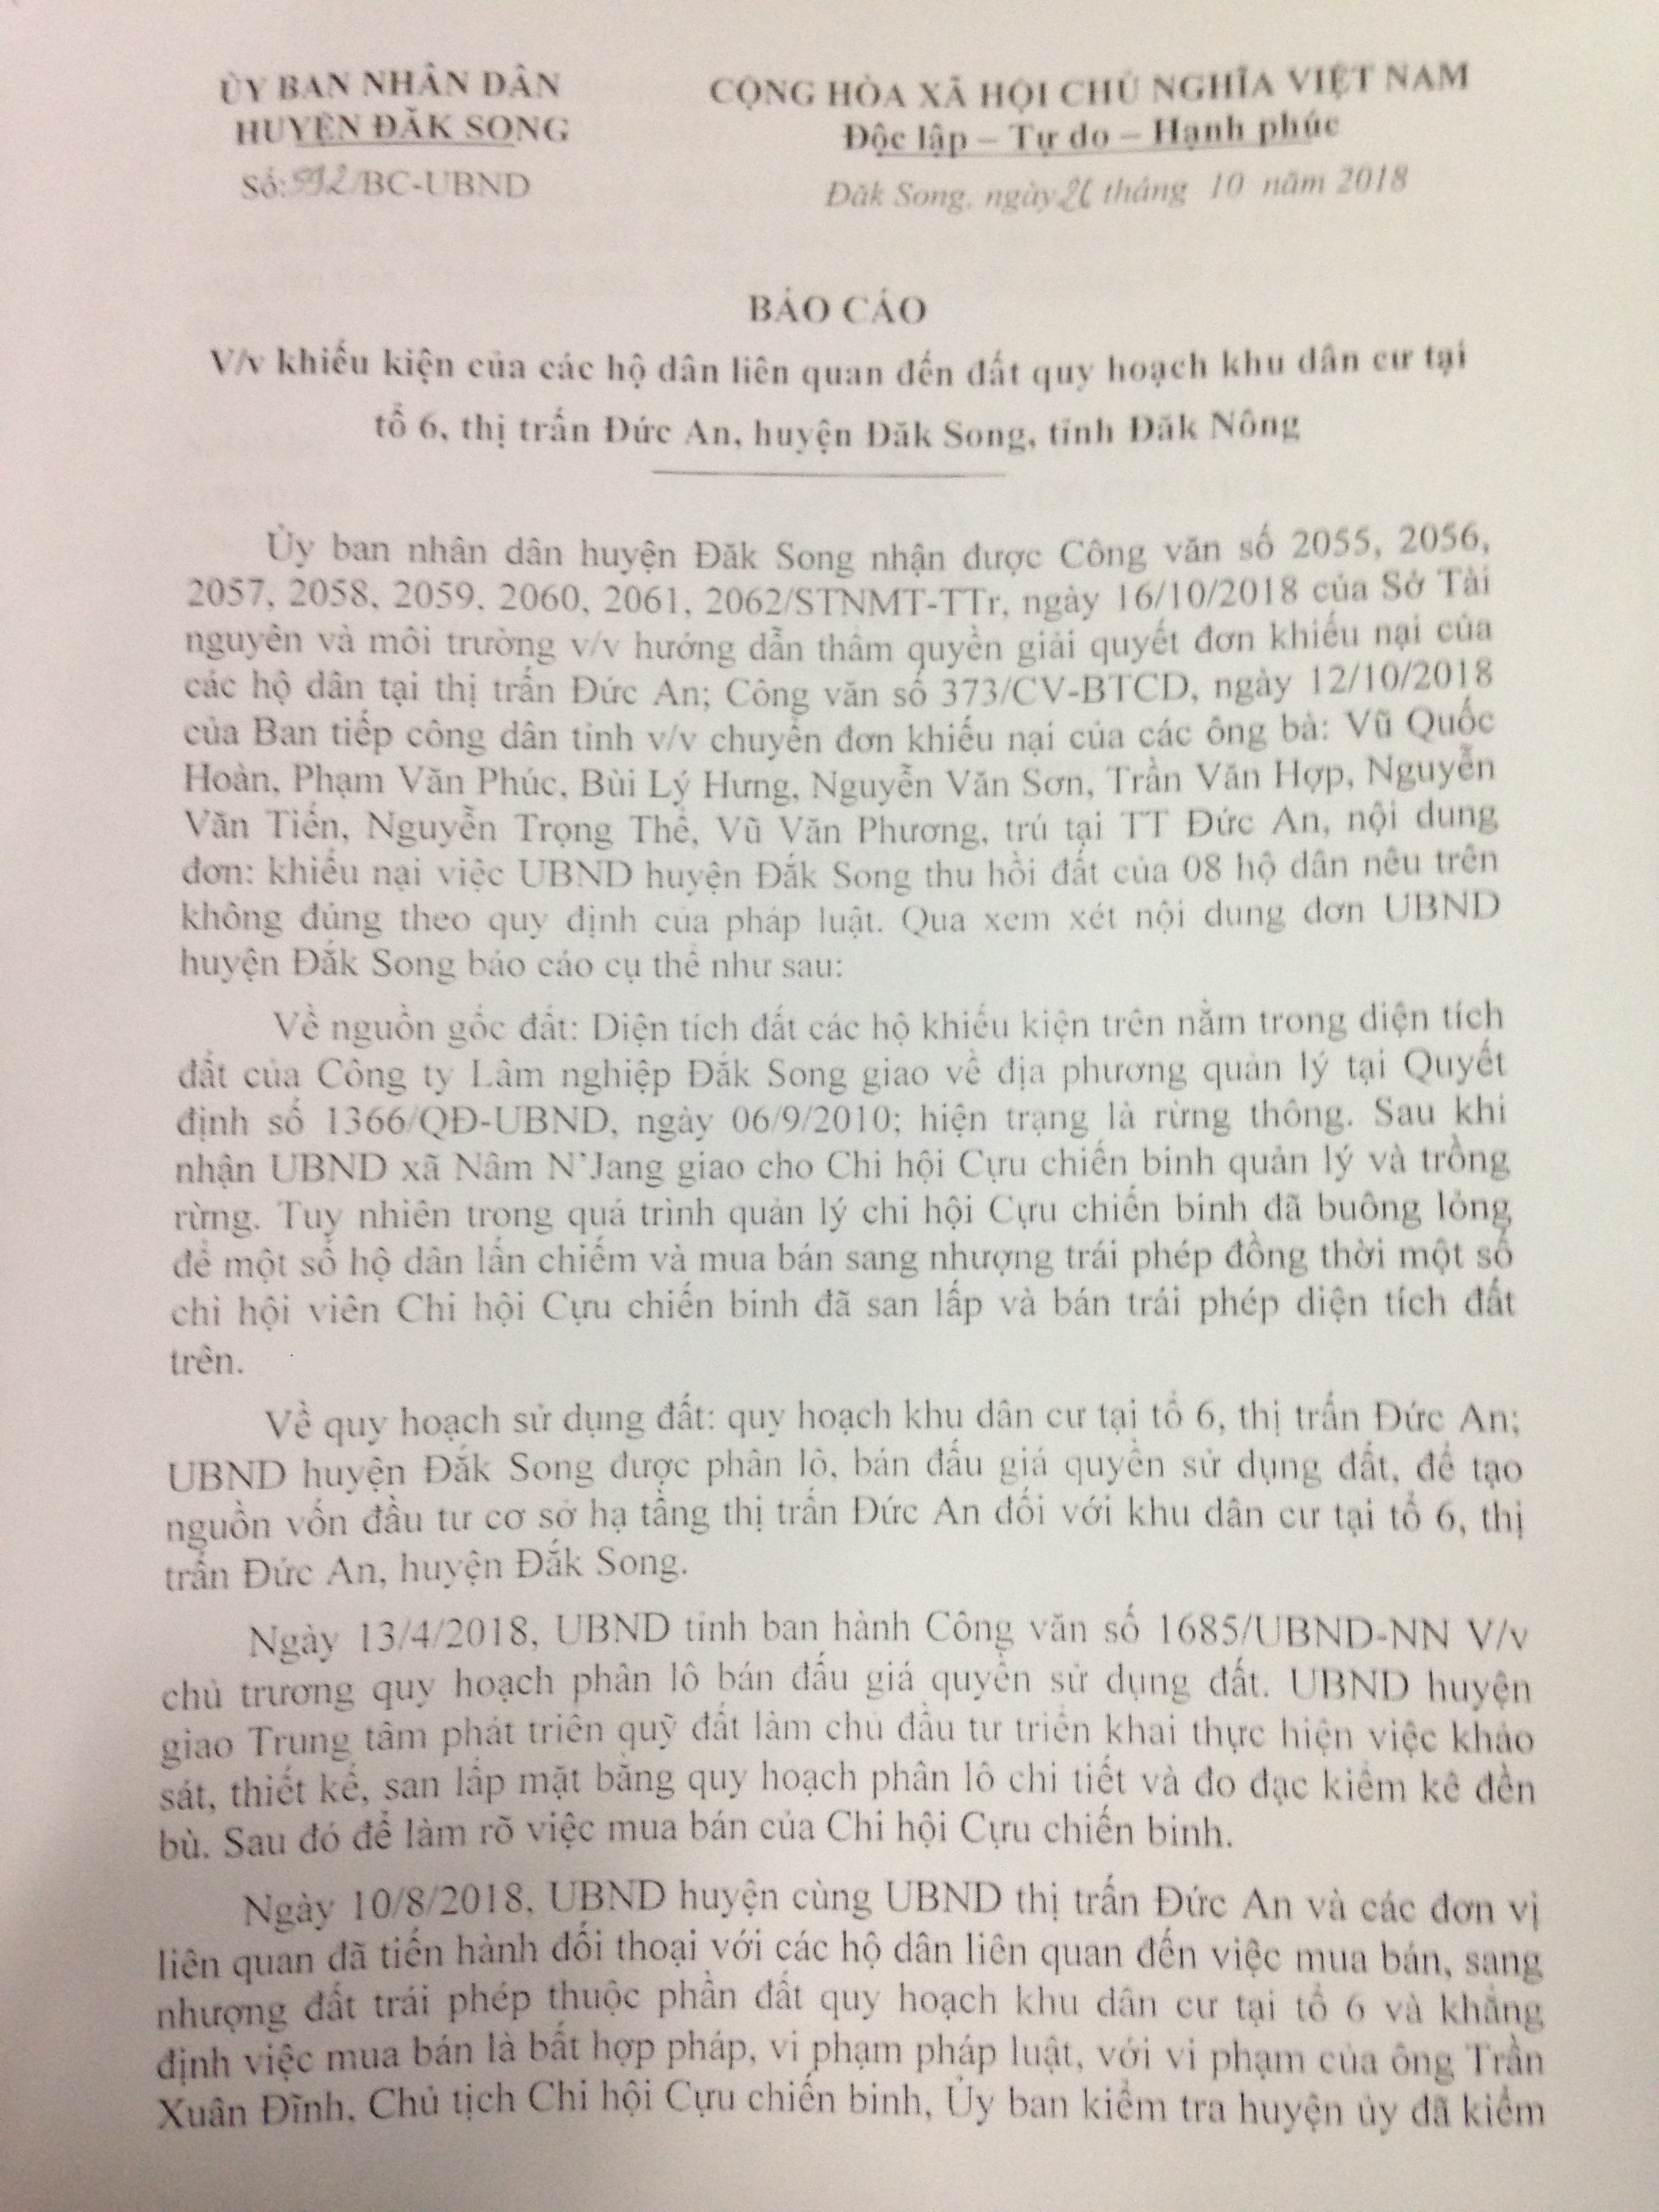 ỦY BAN NHÂN DÂN
HUYỆN ĐĂK SONG
Số:592/BC-UBND
CỘNG HÒA XÃ HỘI CHỦ NGHĨA VIỆT NAM
Độc lập – Tự do – Hạnh phúc
Đăk Song, ngày tháng 10 năm 2018
BÁO CÁO
V/v khiếu kiện của các hộ dân liên quan đến đất quy hoạch khu dân cư tại
tổ 6, thị trấn Đức An, huyện Đăk Song, tỉnh Đăk Nông
Ủy ban nhân dân huyện Đăk Song nhận được Công văn số 2055, 2056,
2057, 2058, 2059, 2060, 2061, 2062/STNMT-TTr, ngày 16/10/2018 của Sở Tài
nguyên và môi trường v/v hướng dẫn thẩm quyền giải quyết đơn khiếu nại của
các hộ dân tại thị trấn Đức An; Công văn số 373/CV-BTCD, ngày 12/10/2018
của Ban tiếp công dân tỉnh v/v chuyển đơn khiếu nại của các ông bà: Vũ Quốc
Hoàn, Phạm Văn Phúc, Bùi Lý Hưng, Nguyễn Văn Sơn, Trần Văn Hợp, Nguyễn
Văn Tiến, Nguyễn Trọng Thể, Vũ Văn Phương, trú tại TT Đức An, nội dung
đơn: khiếu nại việc UBND huyện Đắk Song thu hồi đất của 08 hộ dân nêu trên
không đúng theo quy định của pháp luật. Qua xem xét nội dung đơn UBND
huyện Đắk Song báo cáo cụ thể như sau:
Về nguồn gốc đất: Diện tích đất các hộ khiếu kiện trên nằm trong diện tích
đất của Công ty Lâm nghiệp Đắk Song giao về địa phương quản lý tại Quyết
định số 1366/QĐ-UBND, ngày 06/9/2010; hiện trạng là rừng thông. Sau khi
nhận UBND xã Nâm N'Jang giao cho Chi hội Cựu chiến binh quản lý và trồng
rừng. Tuy nhiên trong quá trình quản lý chi hội Cựu chiến binh đã buông lỏng
để một số hộ dân lấn chiếm và mua bán sang nhượng trái phép đồng thời một số
chi hội viên Chi hội Cựu chiến binh đã san lấp và bán trái phép diện tích đất
trên.
Về quy hoạch sử dụng đất: quy hoạch khu dân cư tại tổ 6, thị trấn Đức An;
UBND huyện Đắk Song được phân lô, bán đấu giá quyền sử dụng đất, để tạo
nguồn vốn đầu tư cơ sở hạ tầng thị trấn Đức An đối với khu dân cư tại tổ 6, thị
trấn Đức An, huyện Đắk Song.
Ngày 13/4/2018, UBND tỉnh ban hành Công văn số 1685/UBND-NN V/v
chủ trương quy hoạch phân lô bán đấu giá quyền sử dụng đất. UBND huyện
giao Trung tâm phát triển quỹ đất làm chủ đầu tư triển khai thực hiện việc khảo
sát, thiết kế, san lấp mặt bằng quy hoạch phân lô chi tiết và đo đạc kiểm kê đền
bù. Sau đó để làm rõ việc mua bán của Chi hội Cựu chiến binh.
Ngày 10/8/2018, UBND huyện cùng UBND thị trấn Đức An và các đơn vị
liên quan đã tiến hành đối thoại với các hộ dân liên quan đến việc mua bán, sang
nhượng đất trái phép thuộc phần đất quy hoạch khu dân cư tại tổ 6 và khẳng
định việc mua bán là bất hợp pháp, vi phạm pháp luật, với vi phạm của ông Trần
Xuân Đĩnh, Chủ tịch Chi hội Cựu chiến binh, Ủy ban kiểm tra huyện ủy đã kiểm